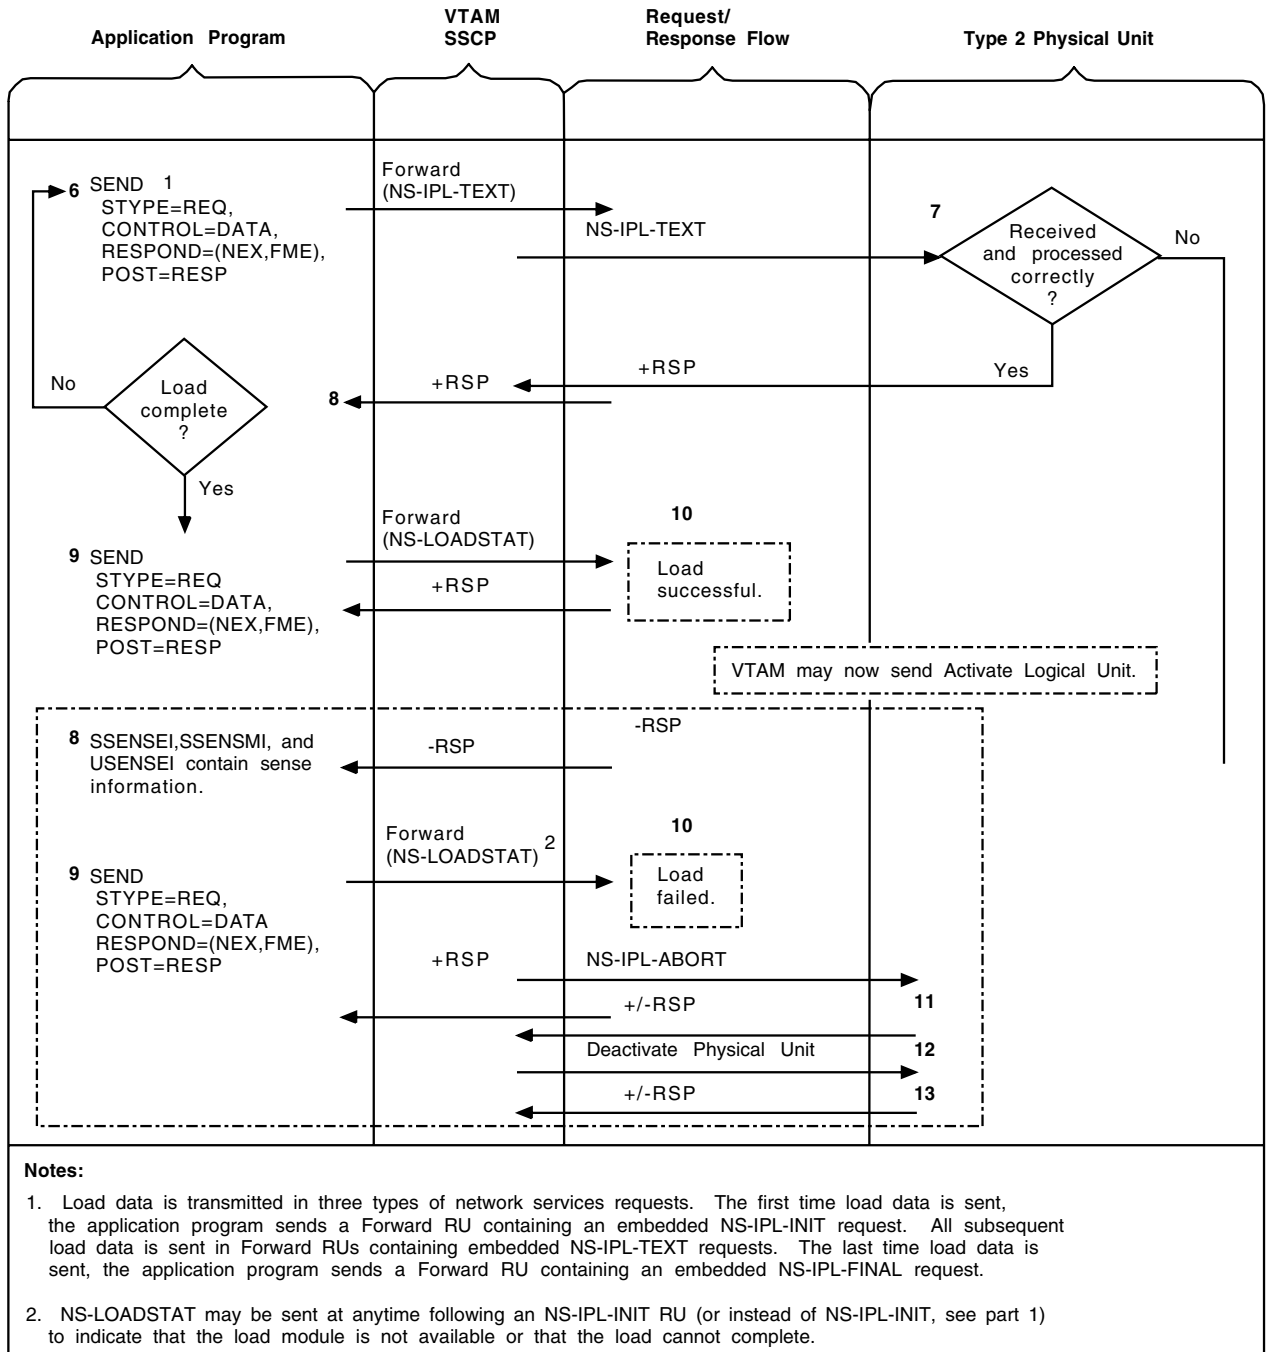 Application Program
VTAM
SSCP
Request/
Response Flow
Type 2 Physical Unit
6 SEND 1
STYPE=REQ,
CONTROL=DATA,
RESPOND=(NEX,FME),
POST=RESP
Forward
(NS-IPL-TEXT)
NS-IPL-TEXT
7
Received
and processed
correctly
?
No
Yes
+RSP
+RSP
8
No
Load
complete
?
Yes
Forward
(NS-LOADSTAT)
10
9 SEND
STYPE=REQ
CONTROL=DATA,
RESPOND=(NEX,FME),
POST=RESP
+RSP
Load
successful.
VTAM may now send Activate Logical Unit.
8 SSENSEI,SSENSMI, and
USENSEI contain sense
information.
-RSP
-RSP
Forward
(NS-LOADSTAT) 2
10
9 SEND
STYPE=REQ,
CONTROL=DATA
RESPOND=(NEX,FME),
POST=RESP
Load
failed.
+RSP
NS-IPL-ABORT
+/-RSP
11
Deactivate Physical Unit
12
+/-RSP
13
Notes:
1. Load data is transmitted in three types of network services requests. The first time load data is sent,
the application program sends a Forward RU containing an embedded NS-IPL-INIT request. All subsequent
load data is sent in Forward RUs containing embedded NS-IPL-TEXT requests. The last time load data is
sent, the application program sends a Forward RU containing an embedded NS-IPL-FINAL request.
2. NS-LOADSTAT may be sent at anytime following an NS-IPL-INIT RU (or instead of NS-IPL-INIT, see part 1)
to indicate that the load module is not available or that the load cannot complete.